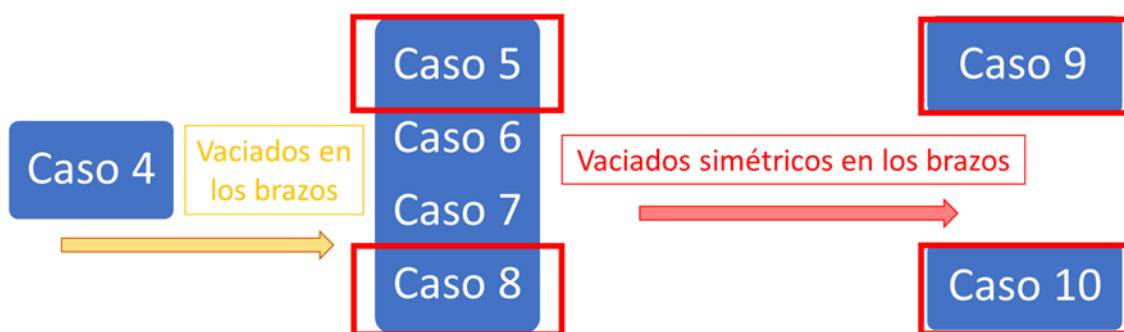 Caso 4
Vaciados en
los brazos
Caso 5
Caso 6
Caso 7
Caso 8
Vaciados simétricos en los brazos
Caso 9
Caso 10